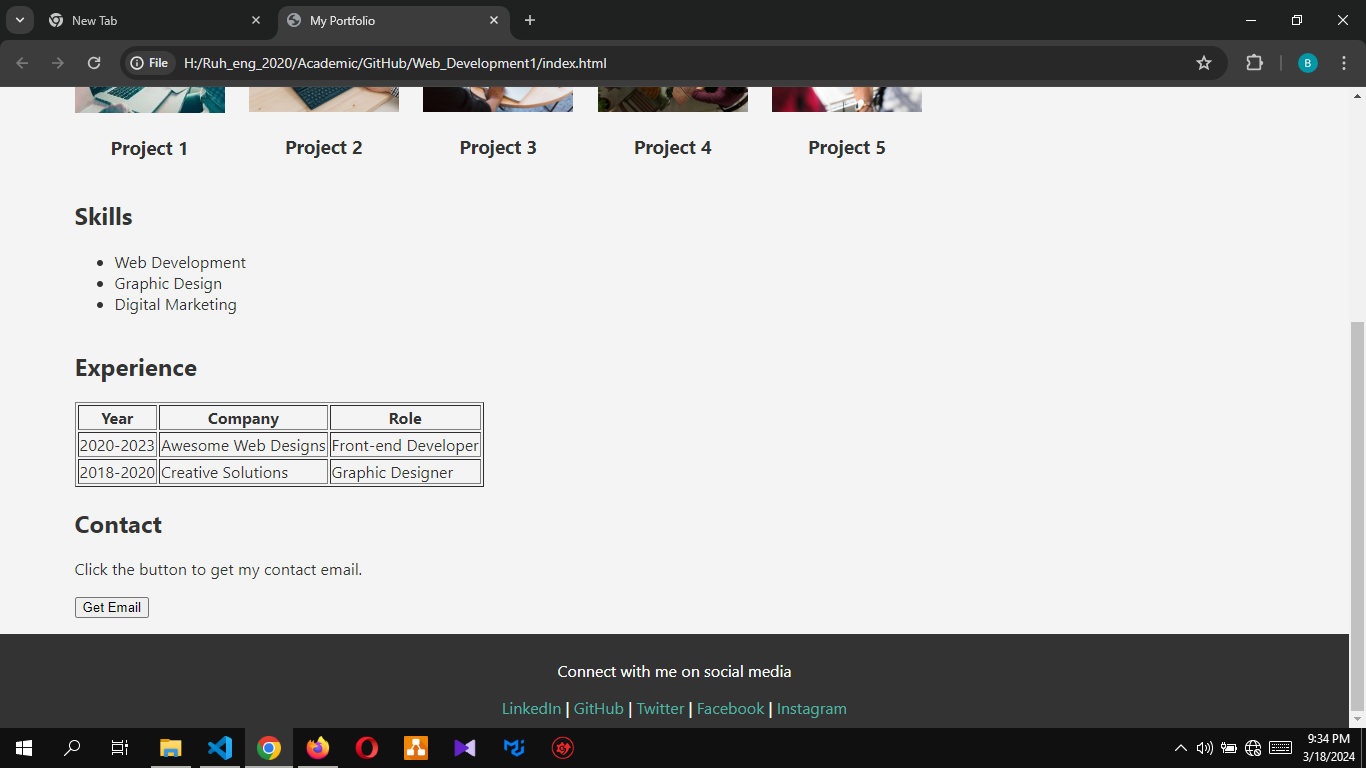 New Tab
My Portfolio
File H:/Ruh_eng_2020/Academic/GitHub/Web_Development1/index.html
B
Project 1 Project 2 Project 3 Project 4 Project 5
Skills
Web Development
Graphic Design
Digital Marketing
Experience
Year Company Role
2020-2023 Awesome Web Designs Front-end Developer
2018-2020 Creative Solutions Graphic Designer
Contact
Click the button to get my contact email.
Get Email
Connect with me on social media
LinkedIn | GitHub | Twitter | Facebook | Instagram
9:34 PM
3/18/2024